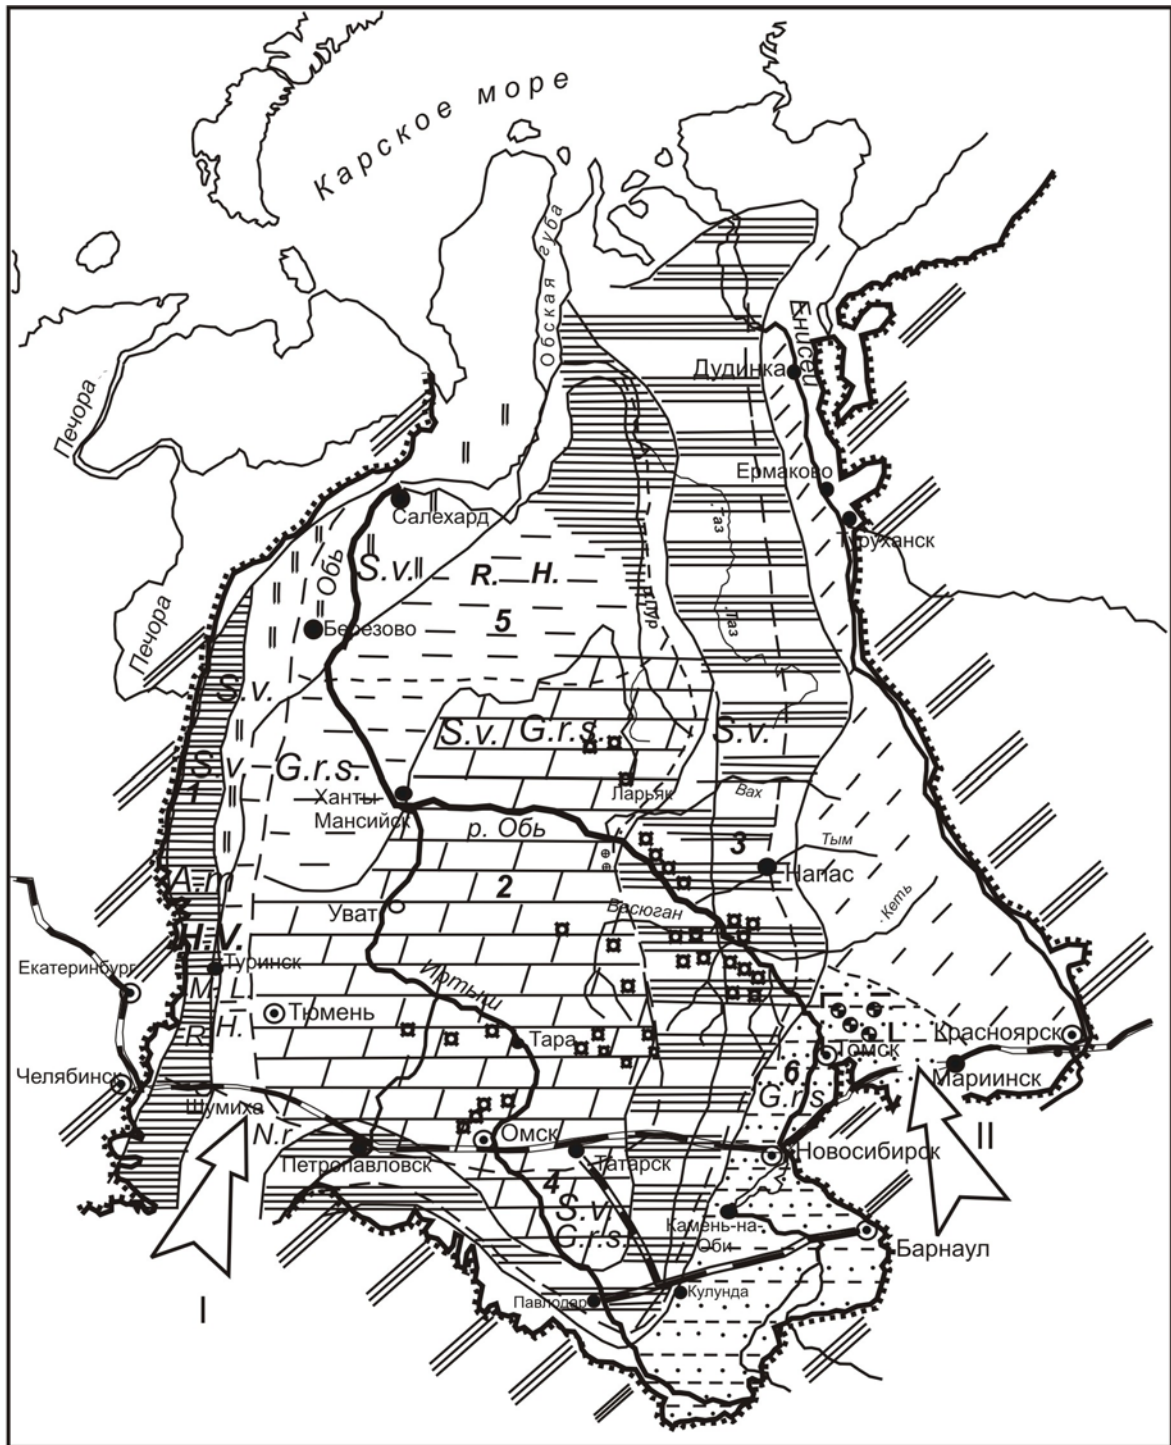 Карское море
Обская губа
Енисей
Дудинка
Печора
Ермаково
Салехард
.Таз
Туруханск
Обь
S.v.
R. H.
5
Пур
.Таз
Березово
Печора
S.v.
S.v. G.r.s.
S.v.
S.v.
G.r.s.
1
Ханты
Мансийск
Ларьяк
Вах
р. Обь
3
Тым
Напас
A.m
2
Уват
Васюган
.Кеть
H.V.
Туринск
Екатеринбург
Иртыш
M. L.
Тюмень
R.
H.
Тара
L
Красноярск
Томск
Челябинск
6
Мариинск
G.r.s.
Шумиха
N.r
Омск
II
Петропавловск
Татарск
Новосибирск
4
S.v.
G.r.s.
Камень-на-
Оби
Барнаул
Павлодар
Кулунда
I